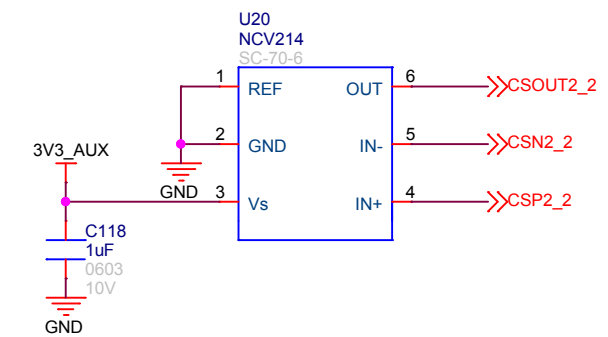 U20
NCV214
SC-70-6
1
REF
OUT
6
CSOUT2_2
2
GND
IN-
5
CSN2_2
3V3_AUX
GND
3
Vs
IN+
4
CSP2_2
C118
1uF
0603
10V
GND